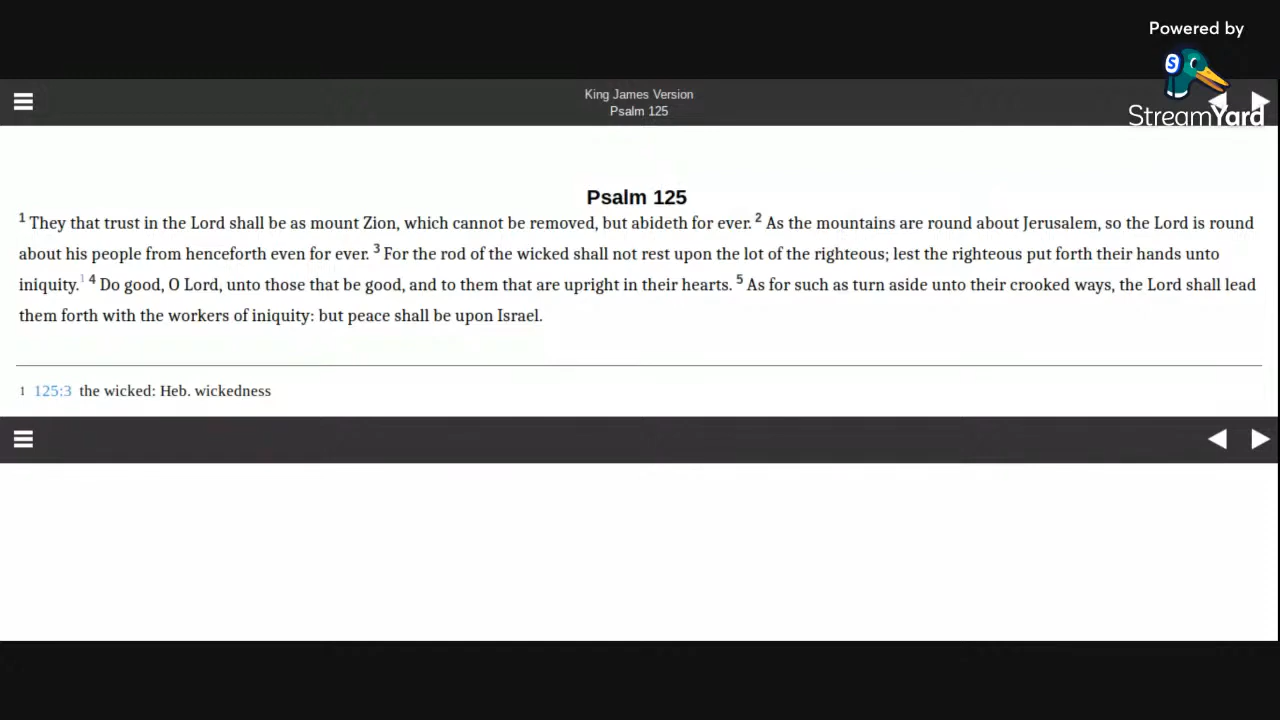 Powered by
S
StreamYard
King James Version
Psalm 125
Psalm 125
1 They that trust in the Lord shall be as mount Zion, which cannot be removed, but abideth for ever. 2 As the mountains are round about Jerusalem, so the Lord is round
about his people from henceforth even for ever. 3 For the rod of the wicked shall not rest upon the lot of the righteous; lest the righteous put forth their hands unto
iniquity.1 4 Do good, O Lord, unto those that be good, and to them that are upright in their hearts. 5 As for such as turn aside unto their crooked ways, the Lord shall lead
them forth with the workers of iniquity: but peace shall be upon Israel.
1 125:3 the wicked: Heb. wickedness